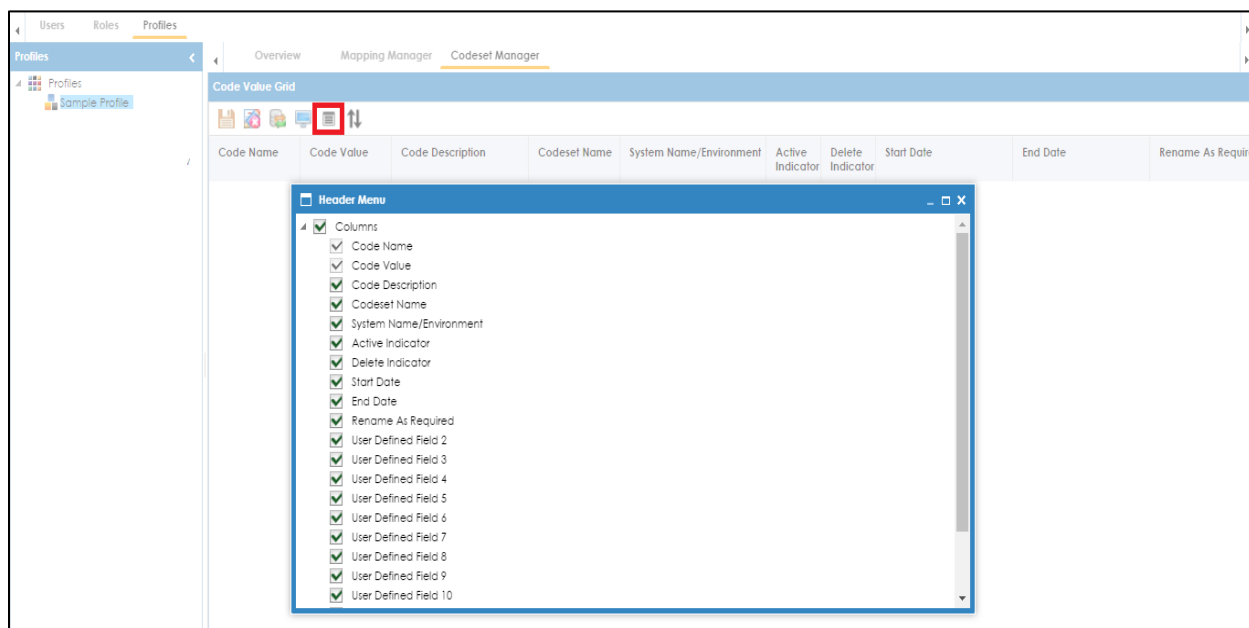 Users Roles Profiles
Profiles
Profiles
Sample Profile
Overview Mapping Manager Codeset Manager
Code Value Grid
Code Name Code Value Code Description Codeset Name System Name/Environment Active Indicator Delete Indicator Start Date End Date Rename As Requir
Header Menu
Columns
Code Name
Code Value
Code Description
Codeset Name
System Name/Environment
Active Indicator
Delete Indicator
Start Date
End Date
Rename As Required
User Defined Field 2
User Defined Field 3
User Defined Field 4
User Defined Field 5
User Defined Field 6
User Defined Field 7
User Defined Field 8
User Defined Field 9
User Defined Field 10